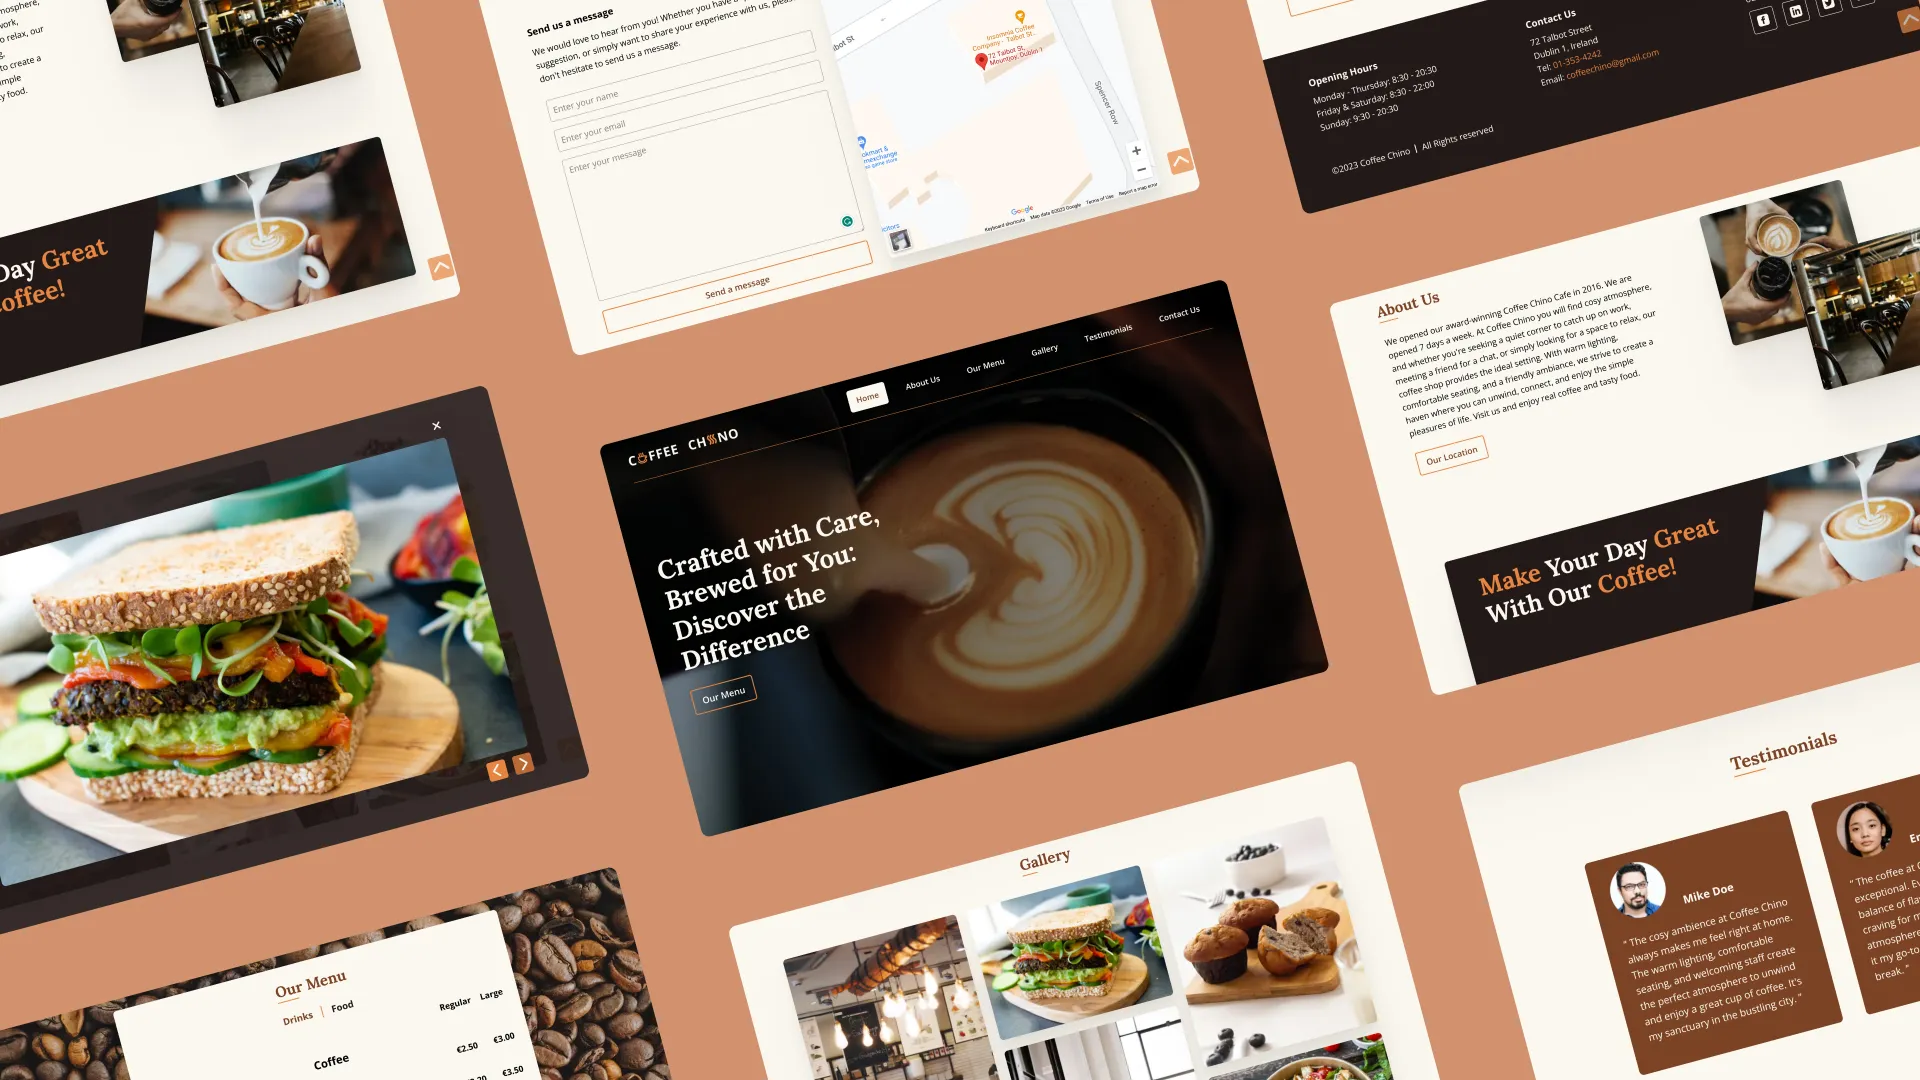 mosphere,
work,
to relax, our
g.
to create a
imple
ty food.
Day Great
offee!
Send us a message
We would love to hear from you! Whether you have a
suggestion, or simply want to share your experience with us, please
don't hesitate to send us a message.
Enter your name
Enter your email
Enter your message
Send a message
lbot St
Insomnia Coffee
Company - Talbot St.
72 Talbot St,
Mountjoy, Dublin 1
Spencer Row
okmart &
mexchange
eo game store
icitors
Google
Keyboard shortcuts
Map data ©2023 Google
Terms of Use
Report a map error
Opening Hours
Monday - Thursday: 8:30 - 20:30
Friday & Saturday: 8:30 - 22:00
Sunday: 9:30 - 20:30
Contact Us
72 Talbot Street
Dublin 1, Ireland
Tel: 01-353-4242
Email: coffeechino@gmail.com
©2023 Coffee Chino | All Rights reserved
COFFEE CHINO
Home
About Us
Our Menu
Gallery
Testimonials
Contact Us
Crafted with Care,
Brewed for You:
Discover the
Difference
Our Menu
About Us
We opened our award-winning Coffee Chino Cafe in 2016. We are
opened 7 days a week. At Coffee Chino you will find cosy atmosphere,
and whether you're seeking a quiet corner to catch up on work,
meeting a friend for a chat, or simply looking for a space to relax, our
coffee shop provides the ideal setting. With warm lighting,
comfortable seating, and a friendly ambiance, we strive to create a
haven where you can unwind, connect, and enjoy the simple
pleasures of life. Visit us and enjoy real coffee and tasty food.
Our Location
Make Your Day Great
With Our Coffee!
Our Menu
Drinks | Food
Regular Large
Coffee
€2.50 €3.00
.20 €3.50
Gallery
Testimonials
Mike Doe
" The cosy ambience at Coffee Chino
always makes me feel right at home.
The warm lighting, comfortable
seating, and welcoming staff create
the perfect atmosphere to unwind
and enjoy a great cup of coffee. It's
my sanctuary in the bustling city. "
Em
" The coffee at C
exceptional. Ev
balance of fla
craving for m
atmosphere
it my go-to
break. "